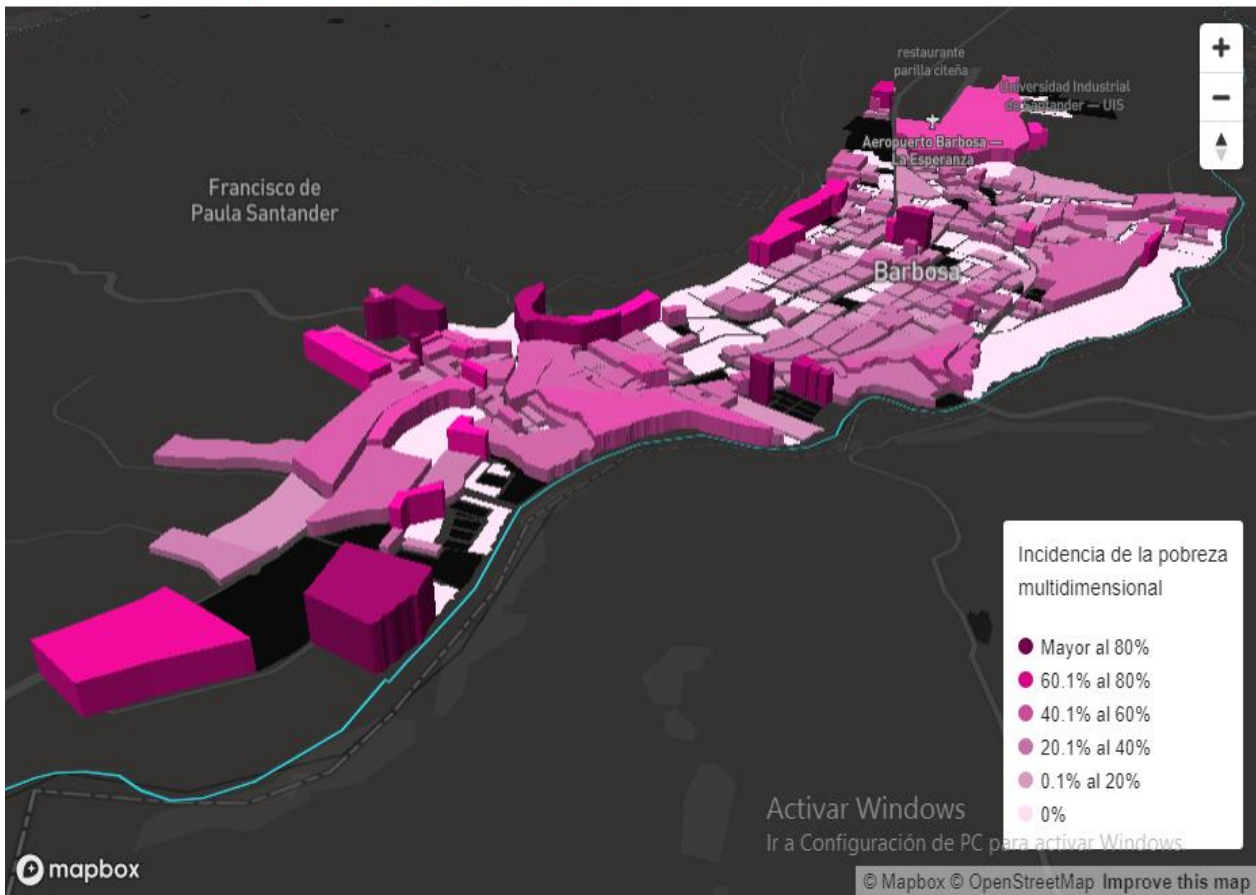 restaurante
parilla citeña
Universidad Industrial
de Santander — UIS
Aeropuerto Barbosa —
La Esperanza
Francisco de
Paula Santander
Barbosa
Incidencia de la pobreza
multidimensional
Mayor al 80%
60.1% al 80%
40.1% al 60%
20.1% al 40%
0.1% al 20%
0%
Activar Windows
Ir a Configuración de PC para activar Windows.
mapbox
© Mapbox © OpenStreetMap Improve this map